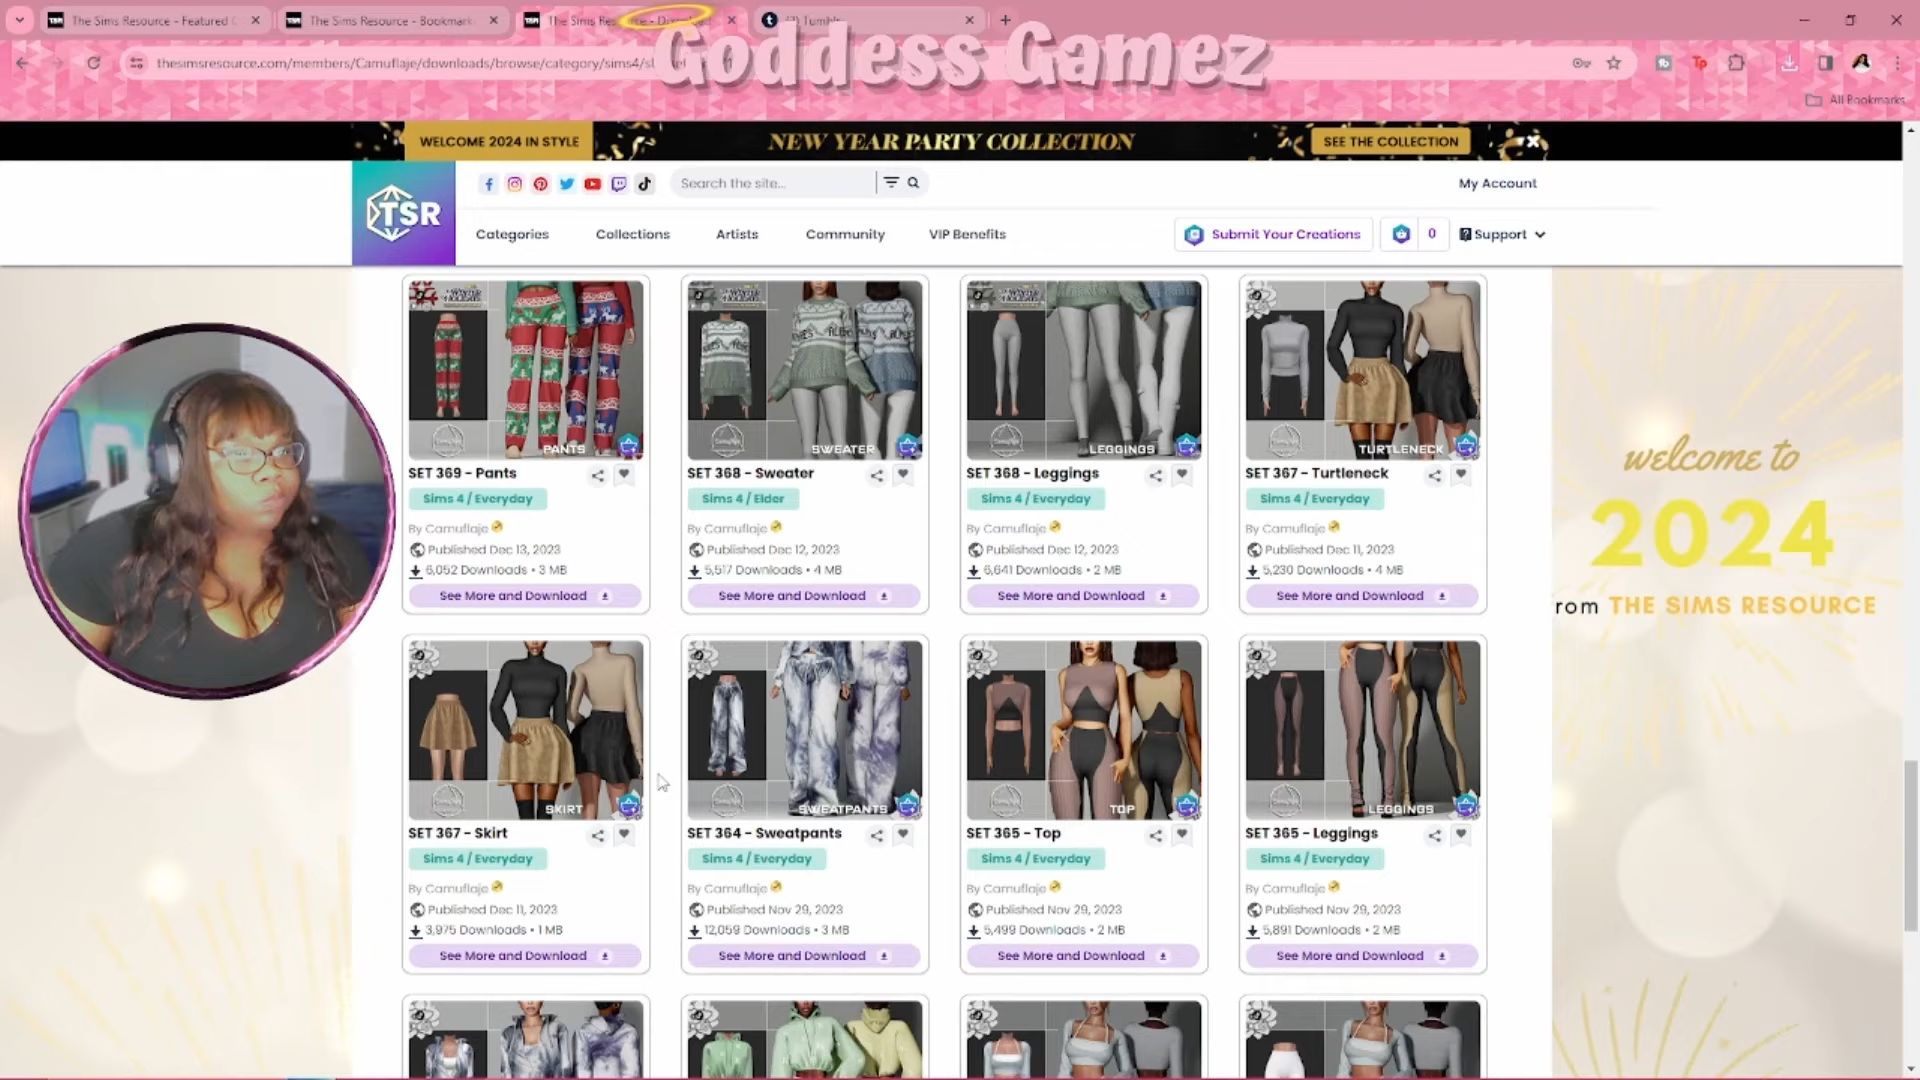 The Sims Resource - Featured
The Sims Resource - Bookmark
Tumblr
Goddess Gamez
thesimsresource.com/members/Camuflaje/downloads/browse/category/sims4/
All Bookmarks
WELCOME 2024 IN STYLE
NEW YEAR PARTY COLLECTION
SEE THE COLLECTION
TSR
Search the site...
My Account
Categories
Collections
Artists
Community
VIP Benefits
Submit Your Creations
0
Support
PANTS
SWEATER
LEGGINGS
TURTLENECK
SET 369 - Pants
SET 368 - Sweater
SET 368 - Leggings
SET 367 - Turtleneck
Sims 4 / Everyday
Sims 4 / Elder
Sims 4 / Everyday
Sims 4 / Everyday
By Camuflaje
By Camuflaje
By Camuflaje
By Camuflaje
Published Dec 13, 2023
Published Dec 12, 2023
Published Dec 12, 2023
Published Dec 11, 2023
6,052 Downloads • 3 MB
5,517 Downloads • 4 MB
6,641 Downloads • 2 MB
5,230 Downloads • 4 MB
See More and Download
See More and Download
See More and Download
See More and Download
welcome to
2024
rom THE SIMS RESOURCE
SKIRT
SWEATPANTS
TOP
LEGGINGS
SET 367 - Skirt
SET 364 - Sweatpants
SET 365 - Top
SET 365 - Leggings
Sims 4 / Everyday
Sims 4 / Everyday
Sims 4 / Everyday
Sims 4 / Everyday
By Camuflaje
By Camuflaje
By Camuflaje
By Camuflaje
Published Dec 11, 2023
Published Nov 29, 2023
Published Nov 29, 2023
Published Nov 29, 2023
3,975 Downloads • 1 MB
12,059 Downloads • 3 MB
5,499 Downloads • 2 MB
5,891 Downloads • 2 MB
See More and Download
See More and Download
See More and Download
See More and Download